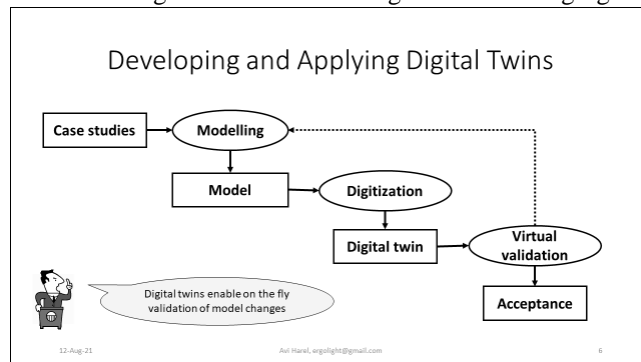 Developing and Applying Digital Twins
Case studies
Modelling
Model
Digitization
Digital twin
Virtual
validation
Acceptance
Digital twins enable on the fly
validation of model changes
12-Aug-21
Avi Harel, ergolight@gmail.com
6